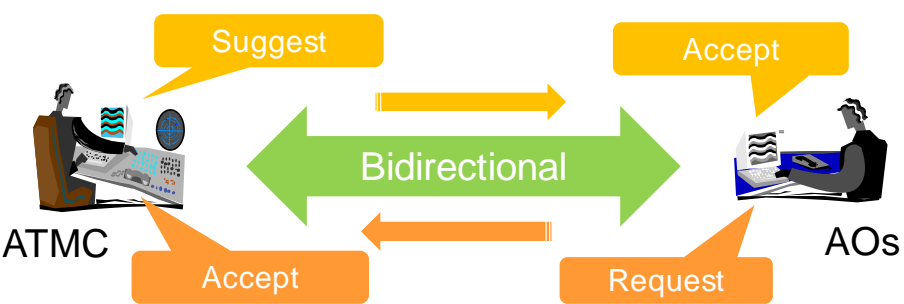 Suggest
Accept
Bidirectional
ATMC
AOs
Accept
Request